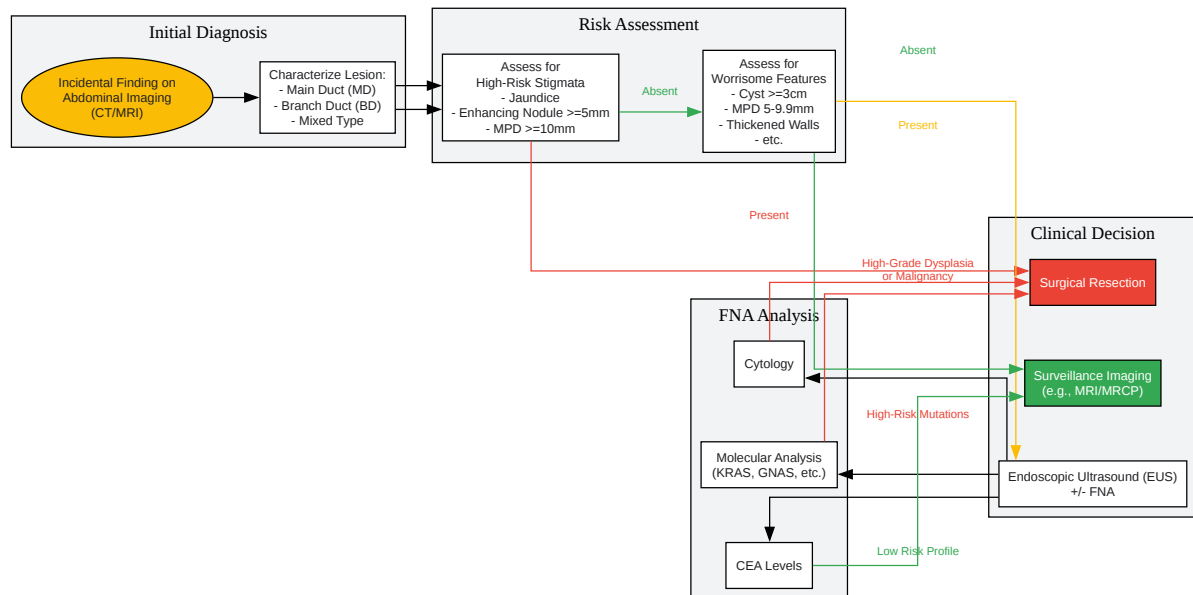 Initial Diagnosis
Incidental Finding on
Abdominal Imaging
(CT/MRI)
Characterize Lesion:
- Main Duct (MD)
- Branch Duct (BD)
- Mixed Type
Risk Assessment
Assess for
High-Risk Stigmata
- Jaundice
- Enhancing Nodule >=5mm
- MPD >=10mm
Absent
Assess for
Worrisome Features
- Cyst >=3cm
- MPD 5-9.9mm
- Thickened Walls
- etc.
Absent
Present
Present
Clinical Decision
High-Grade Dysplasia
or Malignancy
Surgical Resection
FNA Analysis
Cytology
Surveillance Imaging
(e.g., MRI/MRCP)
High-Risk Mutations
Molecular Analysis
(KRAS, GNAS, etc.)
Endoscopic Ultrasound (EUS)
+/- FNA
Low Risk Profile
CEA Levels